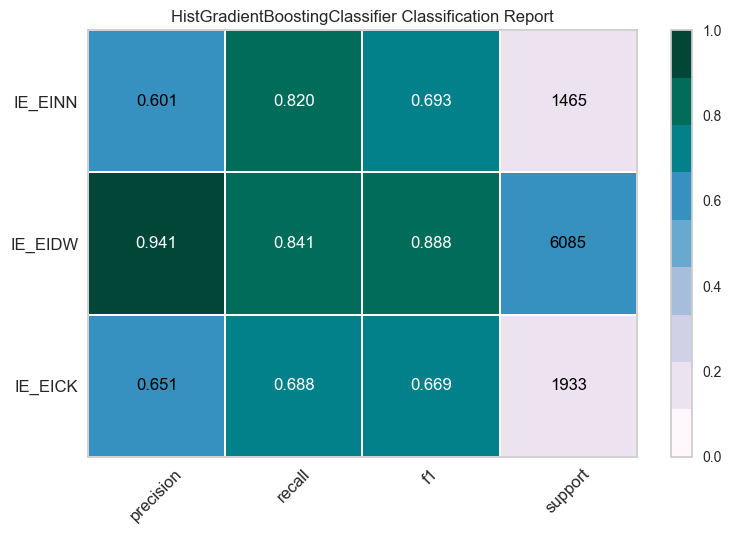 HistGradientBoostingClassifier Classification Report
IE_EINN 0.601 0.820 0.693 1465
IE_EIDW 0.941 0.841 0.888 6085
IE_EICK 0.651 0.688 0.669 1933
precision recall f1 support
1.0
0.8
0.6
0.4
0.2
0.0